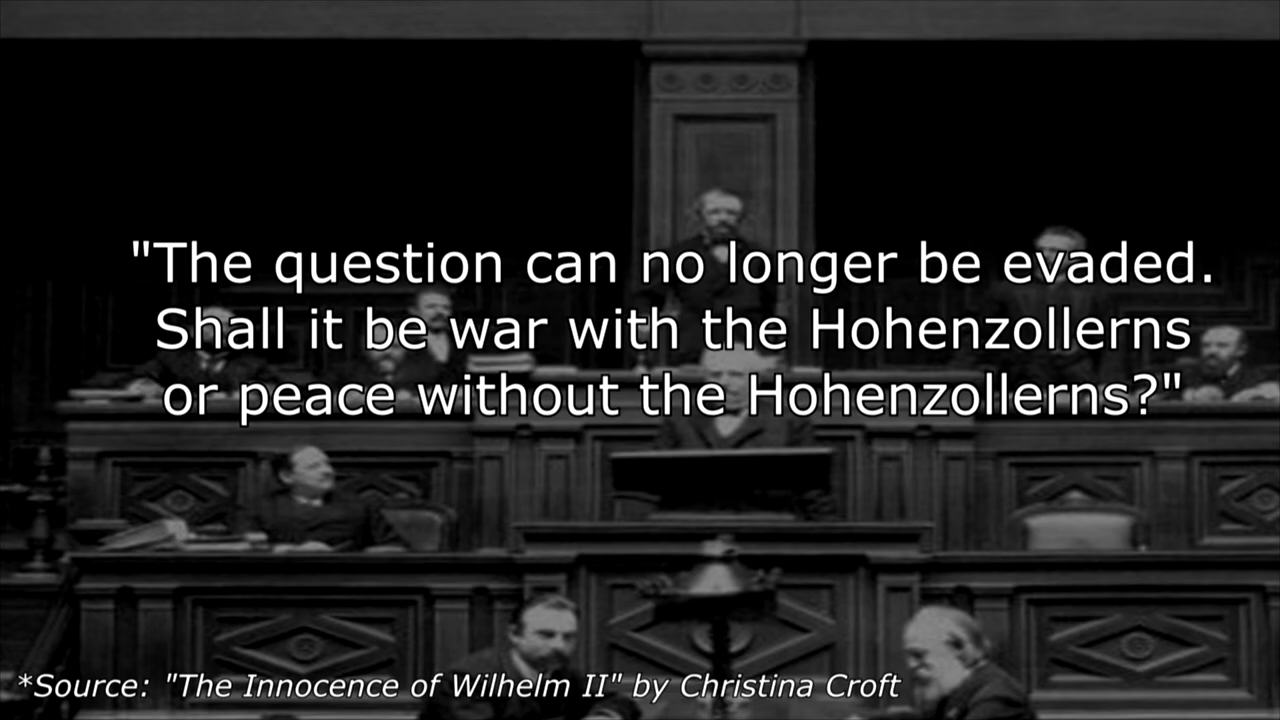 "The question can no longer be evaded.
Shall it be war with the Hohenzollerns
or peace without the Hohenzollerns?"
*Source: "The Innocence of Wilhelm II" by Christina Croft